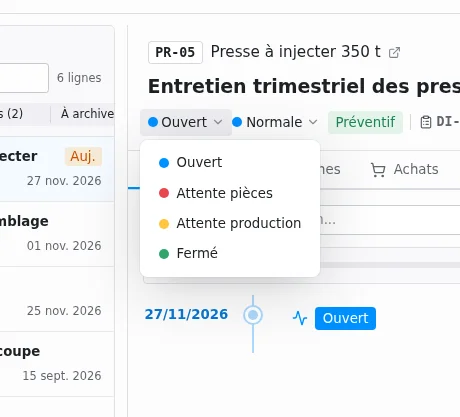 6 lignes
s (2)
À archive
ecter
Auj.
27 nov. 2026
mblage
01 nov. 2026
25 nov. 2026
coupe
15 sept. 2026
PR-05 Presse à injecter 350 t
Entretien trimestriel des pres
Ouvert Normale Préventif DI-
Ouvert
Attente pièces
Attente production
Fermé
nes Achats
n...
27/11/2026 Ouvert